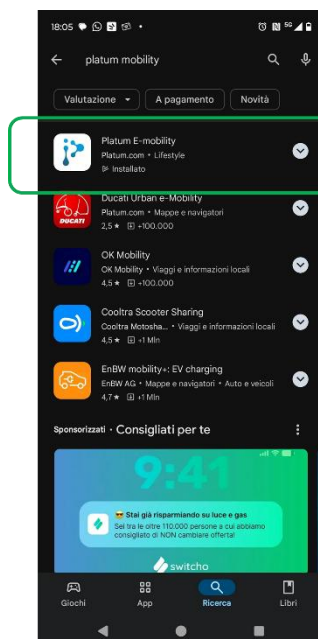 18:05
5G
platum mobility
Valutazione
A pagamento
Novità
Platum E-mobility
Platum.com • Lifestyle
Installato
DUCATI
Ducati Urban e-Mobility
Platum.com • Mappe e navigatori
2,5 ★ +100.000
OK Mobility
OK Mobility • Viaggi e informazioni locali
4,5 ★ +100.000
Cooltra Scooter Sharing
Cooltra Motosha... • Viaggi e informazioni locali
4,5 ★ +1 Mln
EnBW mobility+: EV charging
EnBW AG • Mappe e navigatori • Auto e veicoli
4,7 ★ +1 Mln
Sponsorizzati • Consigliati per te
9:41
Stai già risparmiando su luce e gas
Sei tra le oltre 110.000 persone a cui abbiamo
consigliato di NON cambiare offerta!
switcho
Giochi
App
Ricerca
Libri